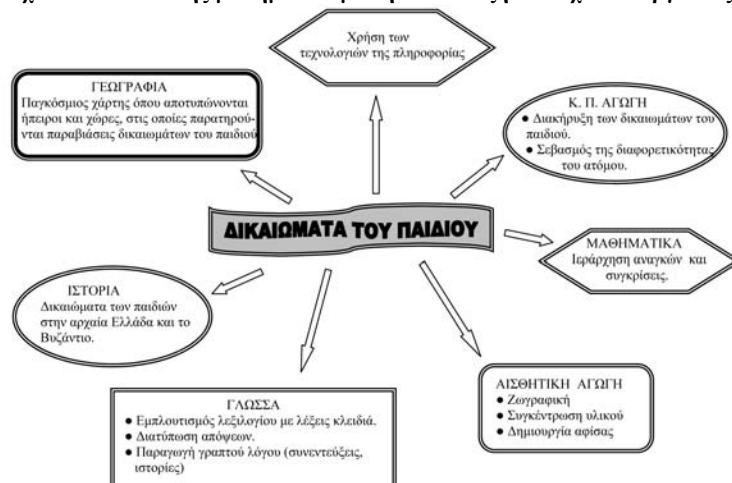 Χρήση των
τεχνολογιών της πληροφορίας
ΓΕΩΓΡΑΦΙΑ
Παγκόσμιος χάρτης όπου αποτυπώνονται
ήπειροι και χώρες, στις οποίες παρατηρού-
νται παραβιάσεις δικαιωμάτων του παιδιού
Κ. Π. ΑΓΩΓΗ
● Διακήρυξη των δικαιωμάτων του
παιδιού.
● Σεβασμός της διαφορετικότητας
του ατόμου.
ΔΙΚΑΙΩΜΑΤΑ ΤΟΥ ΠΑΙΔΙΟΥ
ΜΑΘΗΜΑΤΙΚΑ
Ιεράρχηση αναγκών και
συγκρίσεις.
ΙΣΤΟΡΙΑ
Δικαιώματα των παιδιών
στην αρχαία Ελλάδα και το
Βυζάντιο.
ΓΛΩΣΣΑ
● Εμπλουτισμός λεξιλογίου με λέξεις κλειδιά.
● Διατύπωση απόψεων.
● Παραγωγή γραπτού λόγου (συνεντεύξεις,
ιστορίες)
ΑΙΣΘΗΤΙΚΗ ΑΓΩΓΗ
● Ζωγραφική
● Συγκέντρωση υλικού
● Δημιουργία αφίσας